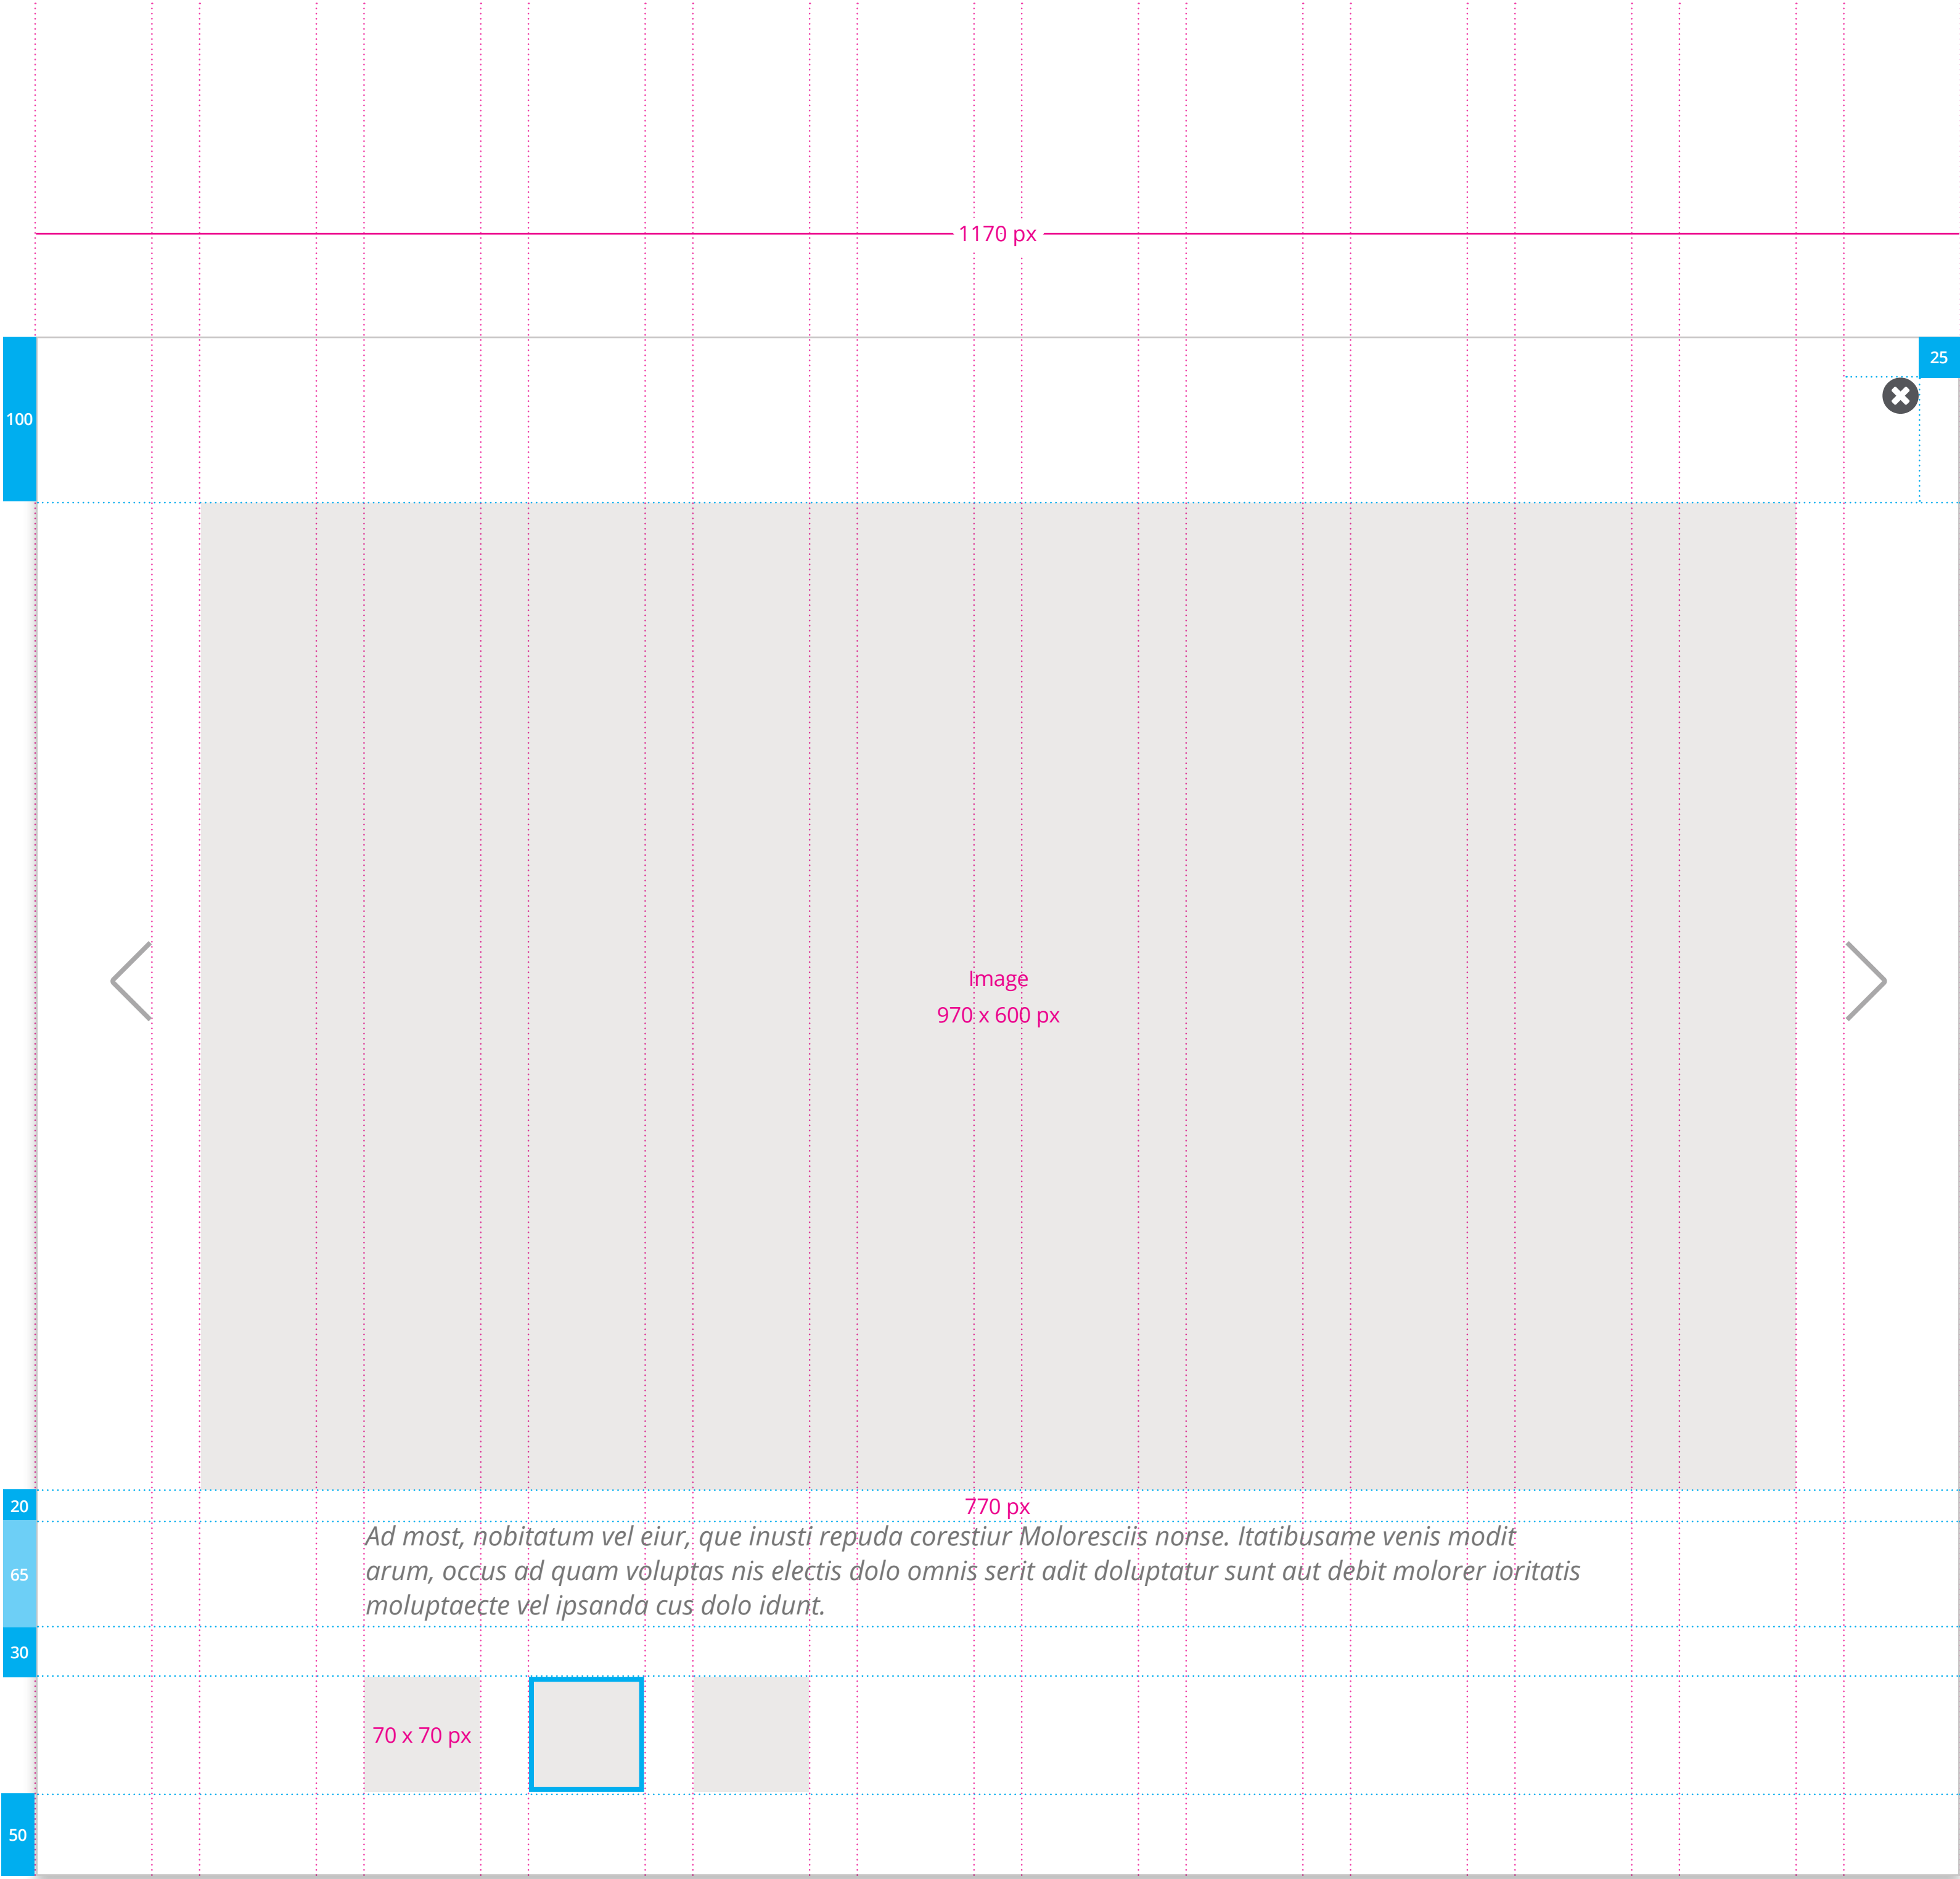 1170 px
25
100
Image
970 x 600 px
20
770 px
Ad most, nobitatum vel eiur, que inusti repuda corestiur Moloresciis nonse. Itatibusame venis modit
65
arum, occus ad quam voluptas nis electis dolo omnis serit adit doluptatur sunt aut debit molorer ioritatis
moluptaecte vel ipsanda cus dolo idunt.
30
70 x 70 px
50